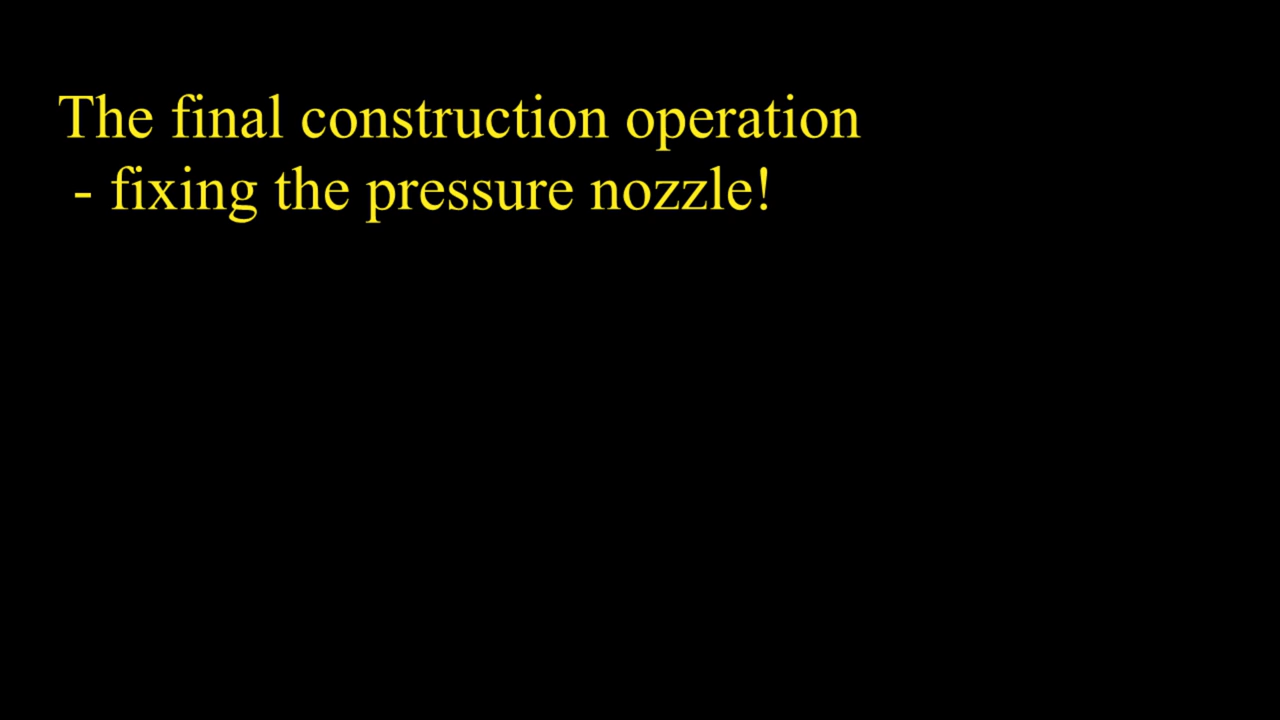 The final construction operation
- fixing the pressure nozzle!